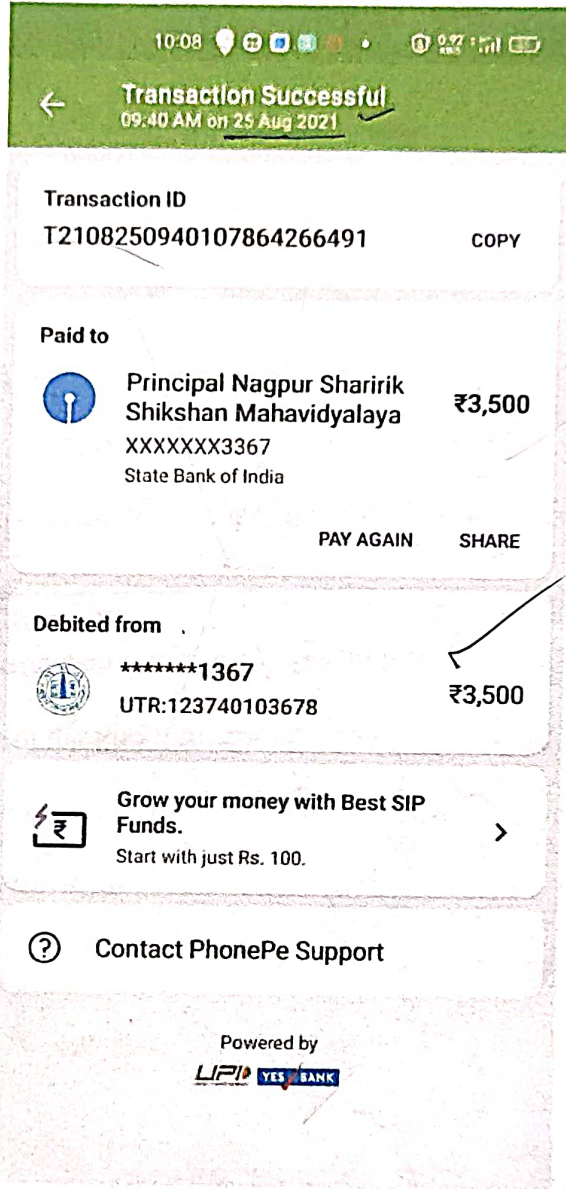 10:08
0.97
Transaction Successful
09:40 AM on 25 Aug 2021
Transaction ID
T2108250940107864266491 COPY
Paid to
Principal Nagpur Sharirik
Shikshan Mahavidyalaya
₹3,500
XXXXXXX3367
State Bank of India
PAY AGAIN SHARE
Debited from
*******1367
₹3,500
UTR:123740103678
Grow your money with Best SIP
Funds.
Start with just Rs. 100.
Contact PhonePe Support
Powered by
UPI YES BANK